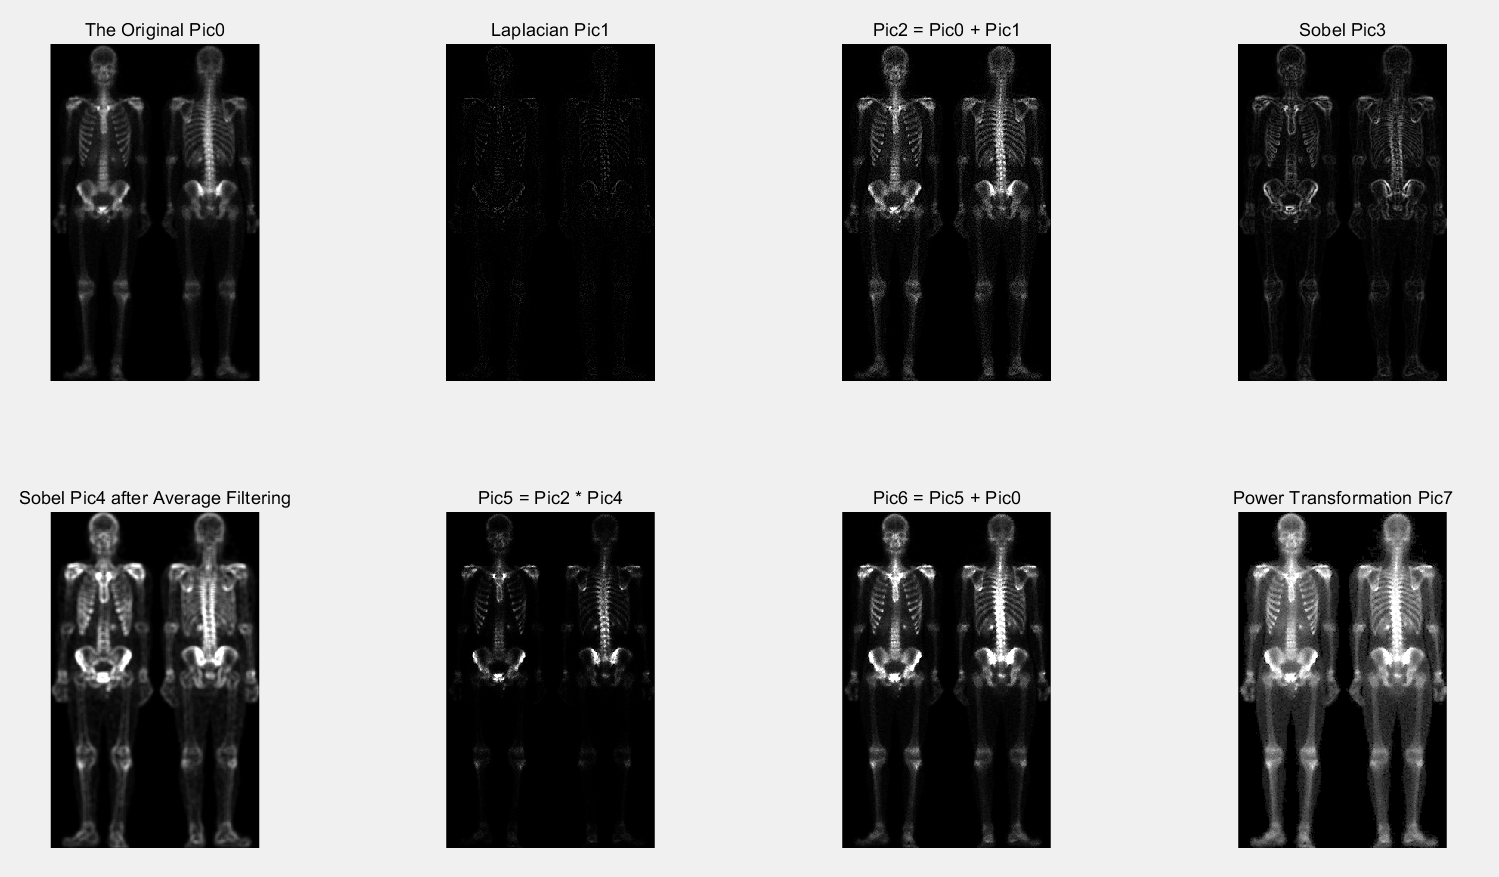 The Original Pic0
Laplacian Pic1
Pic2 = Pic0 + Pic1
Sobel Pic3
Sobel Pic4 after Average Filtering
Pic5 = Pic2 * Pic4
Pic6 = Pic5 + Pic0
Power Transformation Pic7